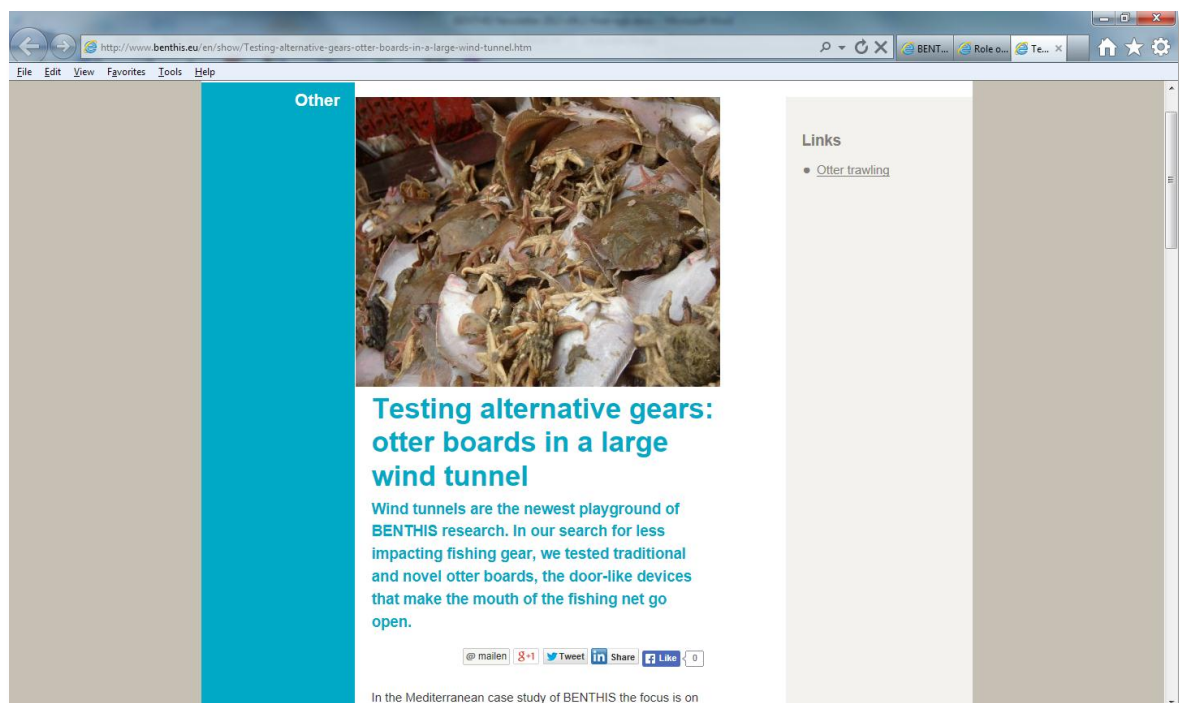 http://www.benthis.eu/en/show/Testing-alternative-gears-otter-boards-in-a-large-wind-tunnel.htm
BENT...
Role o...
Te...
File Edit View Favorites Tools Help
Other
Links
Otter trawling
Testing alternative gears:
otter boards in a large
wind tunnel
Wind tunnels are the newest playground of
BENTHIS research. In our search for less
impacting fishing gear, we tested traditional
and novel otter boards, the door-like devices
that make the mouth of the fishing net go
open.
@ mailen 8+1 Tweet in Share f Like 0
In the Mediterranean case study of BENTHIS the focus is on